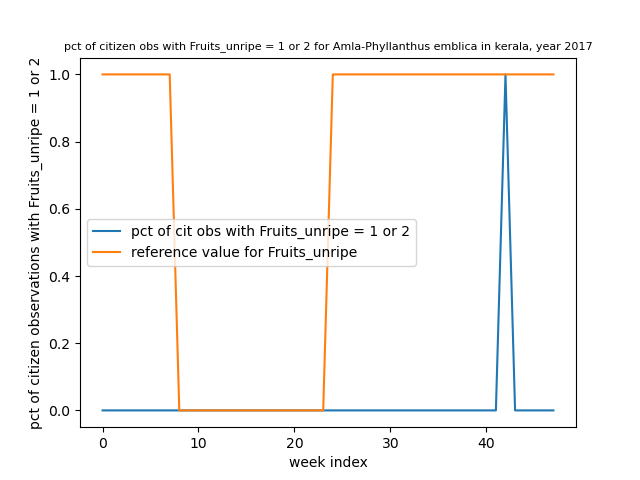 pct of citizen obs with Fruits_unripe = 1 or 2 for Amla-Phyllanthus emblica in kerala, year 2017
pct of citizen observations with Fruits_unripe = 1 or 2
1.0
0.8
0.6
0.4
0.2
0.0
pct of cit obs with Fruits_unripe = 1 or 2
reference value for Fruits_unripe
0 10 20 30 40
week index